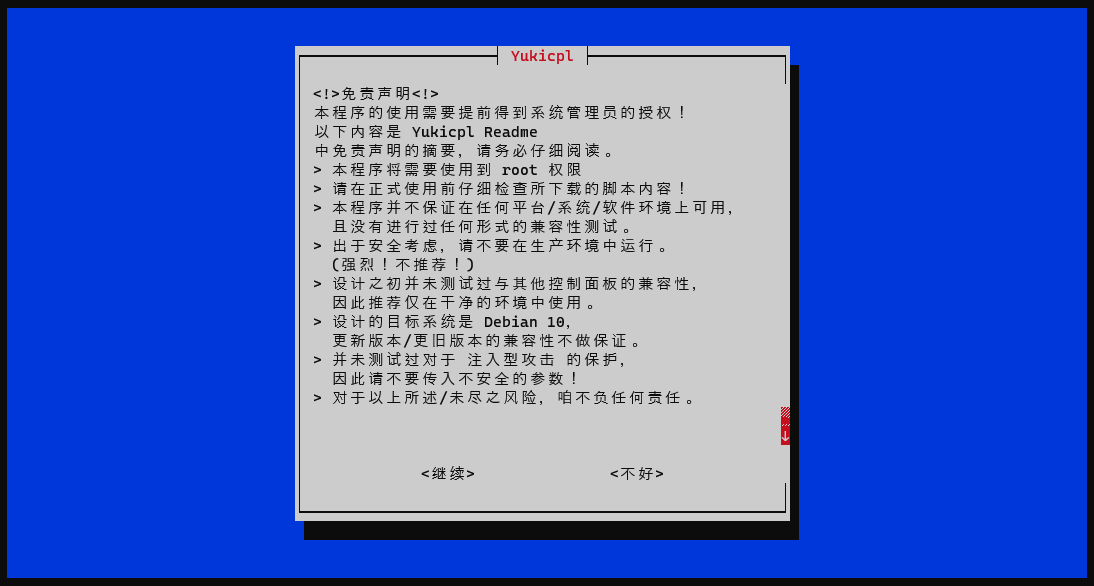 Yukicpl
<!>免责声明<!>
本程序的使用需要提前得到系统管理员的授权！
以下内容是 Yukicpl Readme
中免责声明的摘要，请务必仔细阅读。
> 本程序将需要使用到 root 权限
> 请在正式使用前仔细检查所下载的脚本内容！
> 本程序并不保证在任何平台/系统/软件环境上可用，
且没有进行过任何形式的兼容性测试。
> 出于安全考虑，请不要在生产环境中运行。
(强烈！不推荐！)
> 设计之初并未测试过与其他控制面板的兼容性，
因此推荐仅在干净的环境中使用。
> 设计的目标系统是 Debian 10，
更新版本/更旧版本的兼容性不做保证。
> 并未测试过对于 注入型攻击 的保护，
因此请不要传入不安全的参数！
> 对于以上所述/未尽之风险，咱不负任何责任。
↓
<继续> <不好>